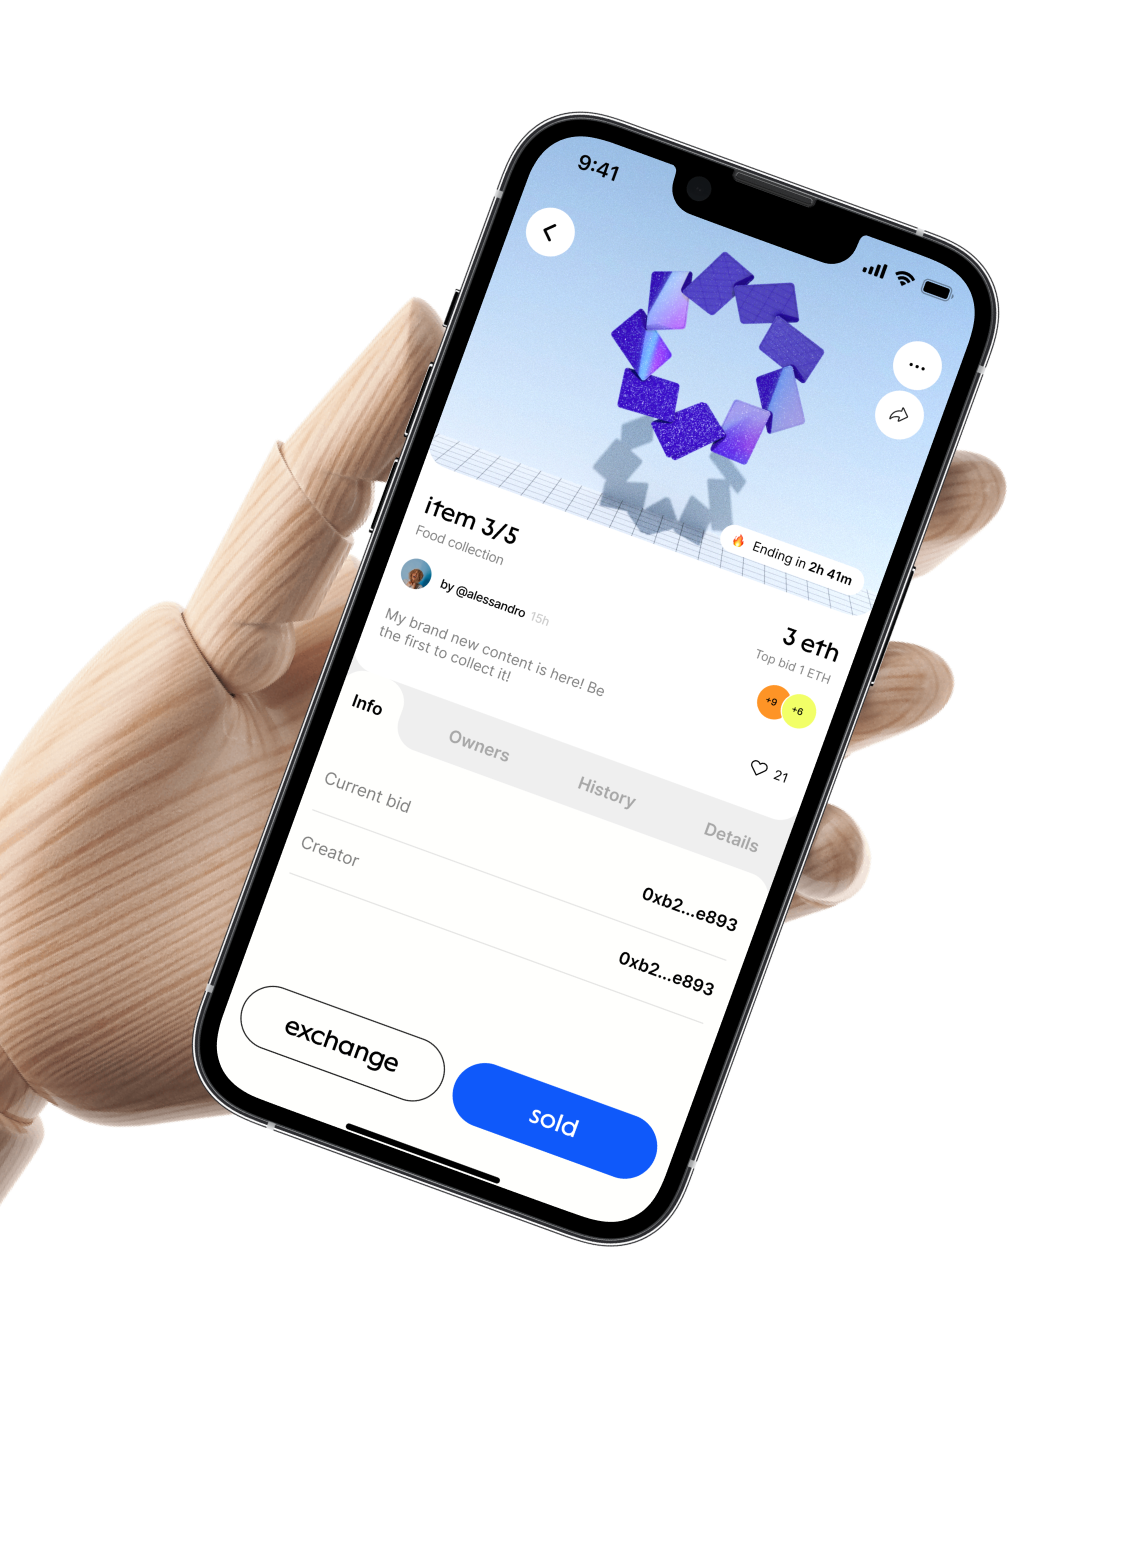 9:41
Ending in 2h 41m
item 3/5
Food collection
by @alessandro 15h
My brand new content is here! Be
the first to collect it!
3 eth
Top bid 1 ETH
+9 +6
21
Info Owners History Details
Current bid 0xb2...e893
Creator 0xb2...e893
exchange sold